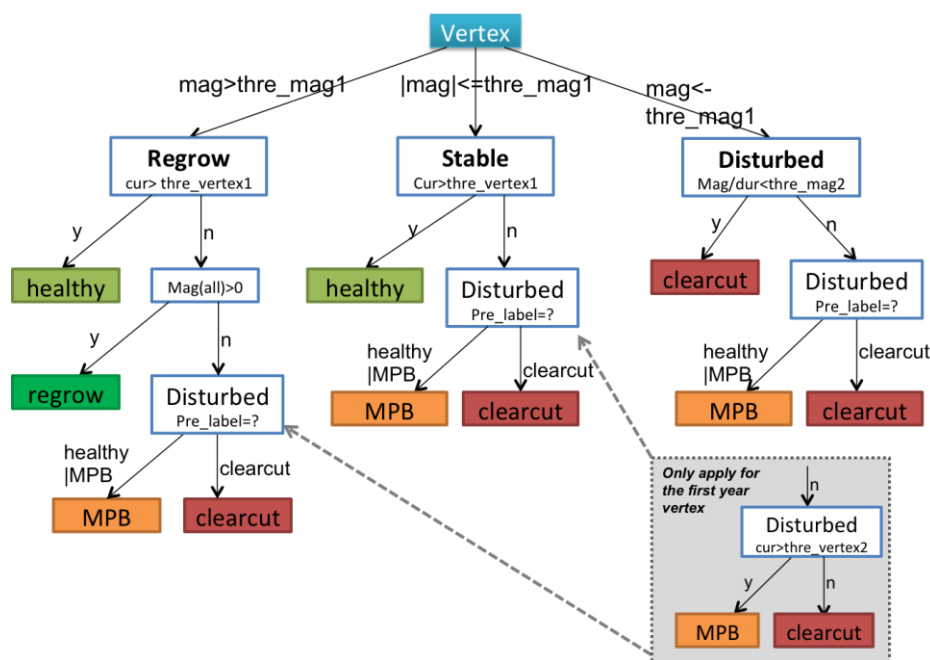 Vertex
mag>thre_mag1
|mag|<=thre_mag1
mag<-
thre_mag1
Regrow
cur> thre_vertex1
Stable
Cur>thre_vertex1
Disturbed
Mag/dur<thre_mag2
y
n
y
n
y
n
healthy
Mag(all)>0
healthy
Disturbed
Pre_label=?
clearcut
Disturbed
Pre_label=?
y
n
healthy
|MPB
clearcut
healthy
|MPB
clearcut
regrow
Disturbed
Pre_label=?
MPB
clearcut
MPB
clearcut
healthy
|MPB
clearcut
MPB
clearcut
Only apply for
the first year
vertex
n
Disturbed
cur>thre_vertex2
y
n
MPB
clearcut